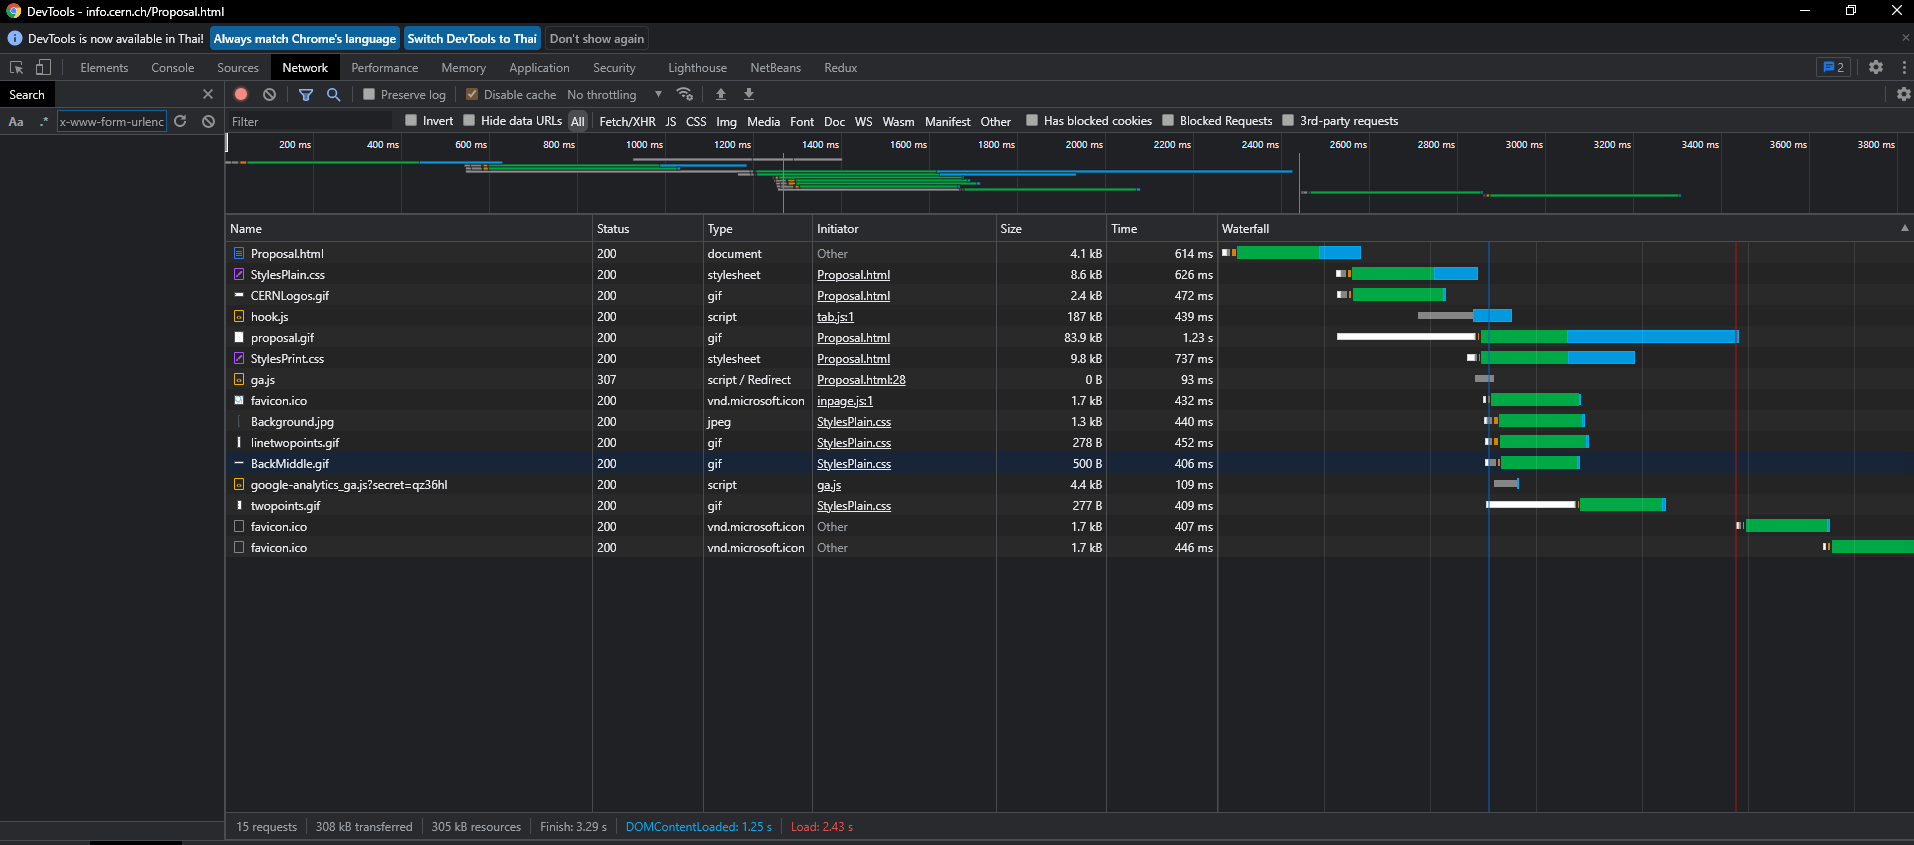 DevTools - info.cern.ch/Proposal.html
DevTools is now available in Thai! Always match Chrome's language Switch DevTools to Thai Don't show again
Elements Console Sources Network Performance Memory Application Security Lighthouse NetBeans Redux 2
Search Preserve log Disable cache No throttling
Aa .* x-www-form-urlenc Filter Invert Hide data URLs All Fetch/XHR JS CSS Img Media Font Doc WS Wasm Manifest Other Has blocked cookies Blocked Requests 3rd-party requests
200 ms 400 ms 600 ms 800 ms 1000 ms 1200 ms 1400 ms 1600 ms 1800 ms 2000 ms 2200 ms 2400 ms 2600 ms 2800 ms 3000 ms 3200 ms 3400 ms 3600 ms 3800 ms
Name Status Type Initiator Size Time Waterfall
Proposal.html 200 document Other 4.1 kB 614 ms
StylesPlain.css 200 stylesheet Proposal.html 8.6 kB 626 ms
CERNLogos.gif 200 gif Proposal.html 2.4 kB 472 ms
hook.js 200 script tab.js:1 187 kB 439 ms
proposal.gif 200 gif Proposal.html 83.9 kB 1.23 s
StylesPrint.css 200 stylesheet Proposal.html 9.8 kB 737 ms
ga.js 307 script / Redirect Proposal.html:28 0 B 93 ms
favicon.ico 200 vnd.microsoft.icon inpage.js:1 1.7 kB 432 ms
Background.jpg 200 jpeg StylesPlain.css 1.3 kB 440 ms
linetwopoints.gif 200 gif StylesPlain.css 278 B 452 ms
BackMiddle.gif 200 gif StylesPlain.css 500 B 406 ms
google-analytics_ga.js?secret=qz36hl 200 script ga.js 4.4 kB 109 ms
twopoints.gif 200 gif StylesPlain.css 277 B 409 ms
favicon.ico 200 vnd.microsoft.icon Other 1.7 kB 407 ms
favicon.ico 200 vnd.microsoft.icon Other 1.7 kB 446 ms
15 requests 308 kB transferred 305 kB resources Finish: 3.29 s DOMContentLoaded: 1.25 s Load: 2.43 s